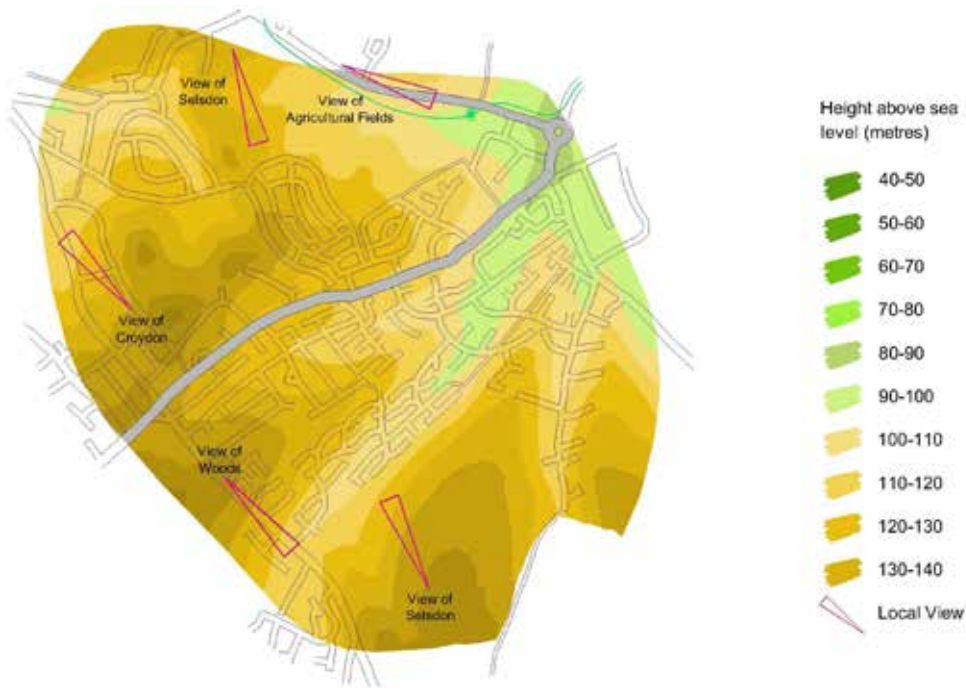 View of
Selsdon
View of
Agricultural Fields
View of
Croydon
View of
Woods
View of
Selsdon
Height above sea
level (metres)
40-50
50-60
60-70
70-80
80-90
90-100
100-110
110-120
120-130
130-140
Local View